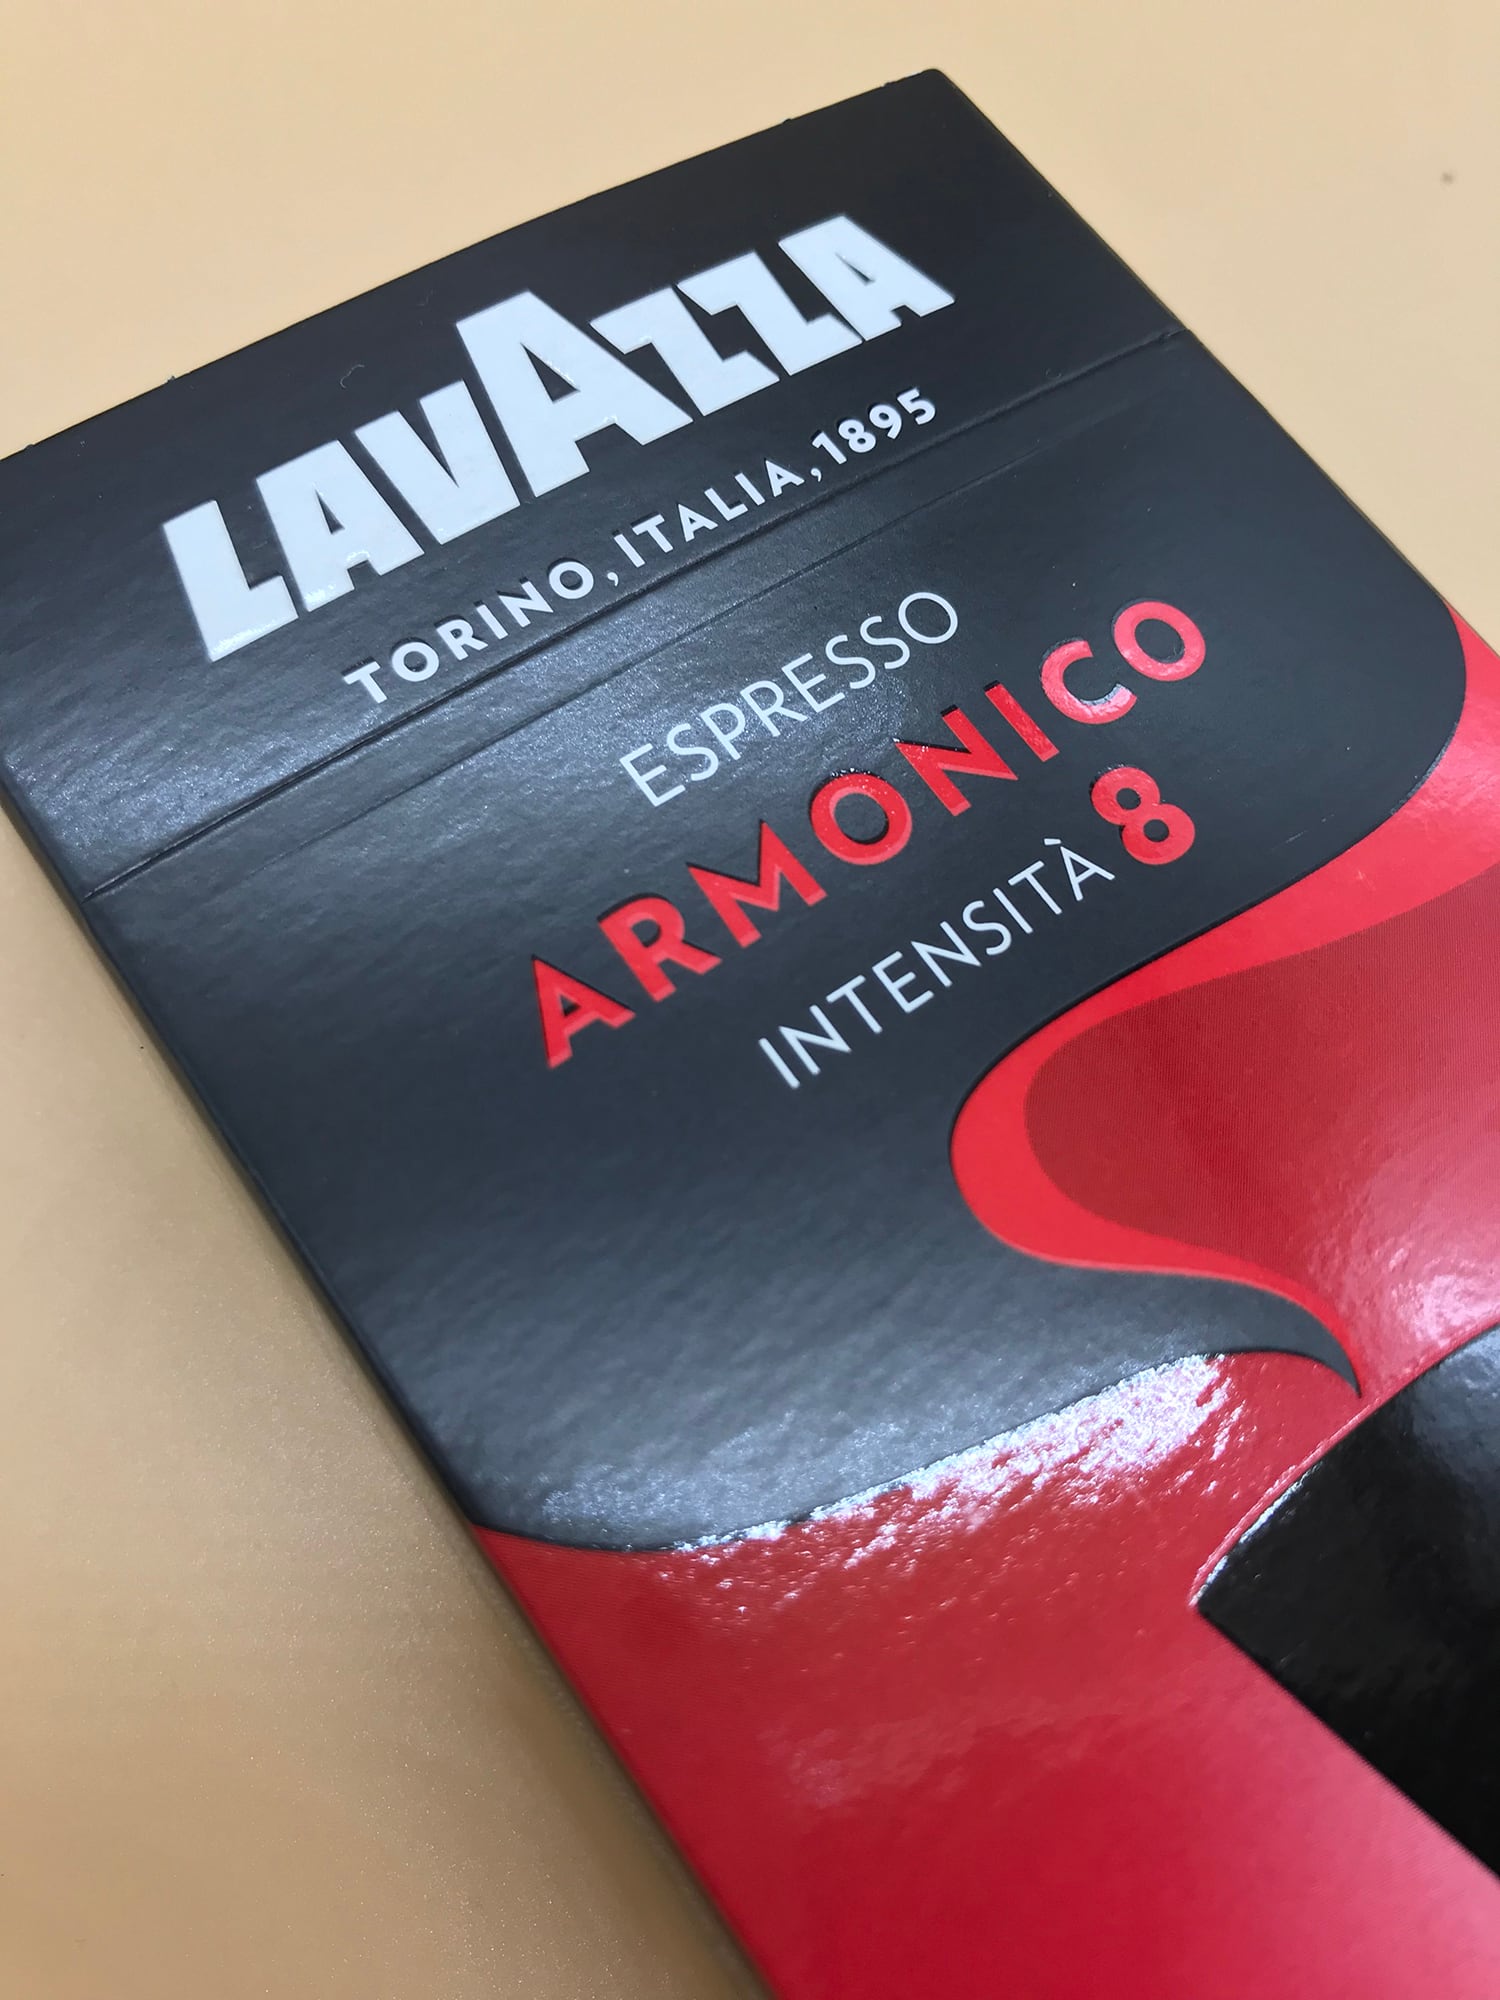 LAVAZZA
TORINO, ITALIA, 1895
ESPRESSO
ARMONICO
INTENSITÀ 8